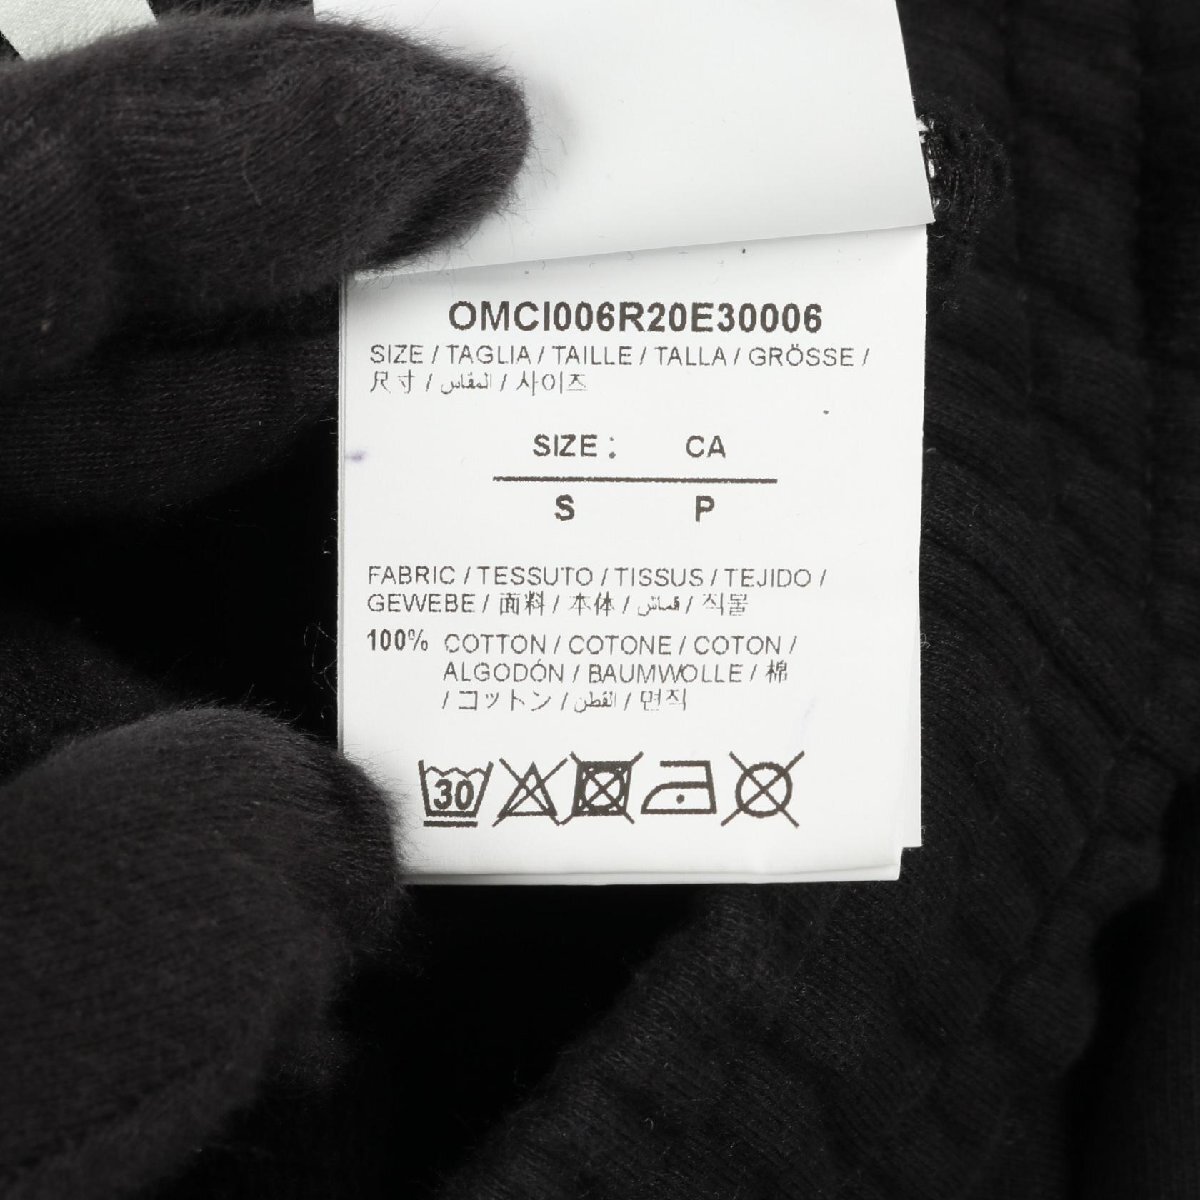 OMCI006R20E30006
SIZE / TAGLIA / TAILLE / TALLA / GRÖSSE /
尺寸 / المقاس / 사이즈
SIZE : CA
S P
FABRIC / TESSUTO / TISSUS / TEJIDO /
GEWEBE / 面料 / 本体 / قماش / 직물
100% COTTON / COTONE / COTON /
ALGODÓN / BAUMWOLLE / 棉
/ コットン / القطن / 면직
30